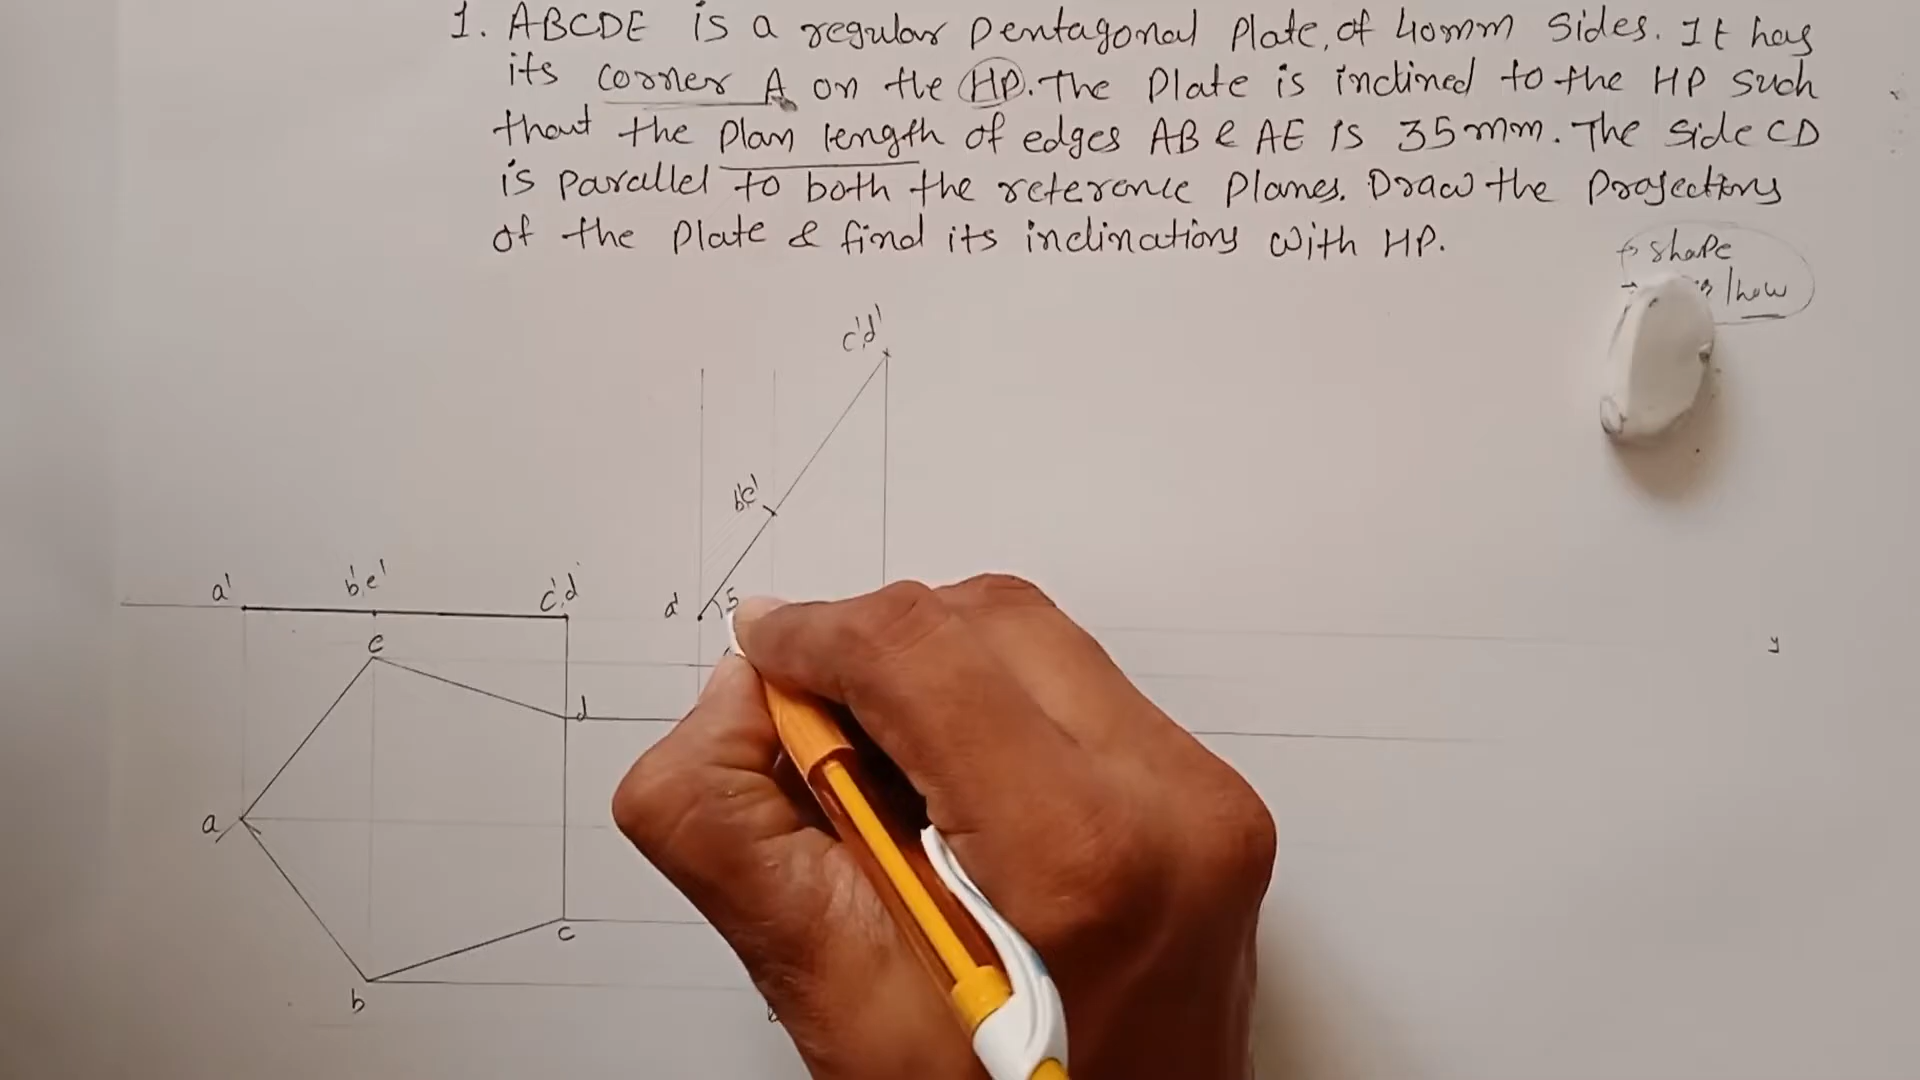 1. ABCDE is a regular Pentagonal Plate, of 40mm Sides. It has
its corner A on the HP. The Plate is inclined to the HP such
that the plan length of edges AB & AE is 35mm. The side CD
is parallel to both the reference Planes. Draw the Projections
of the Plate & find its inclinations with HP.
→ shape
→ /how
c'd'
b'e'
a' 5
a' b'e' c'd'
y
e
d
a
c
b